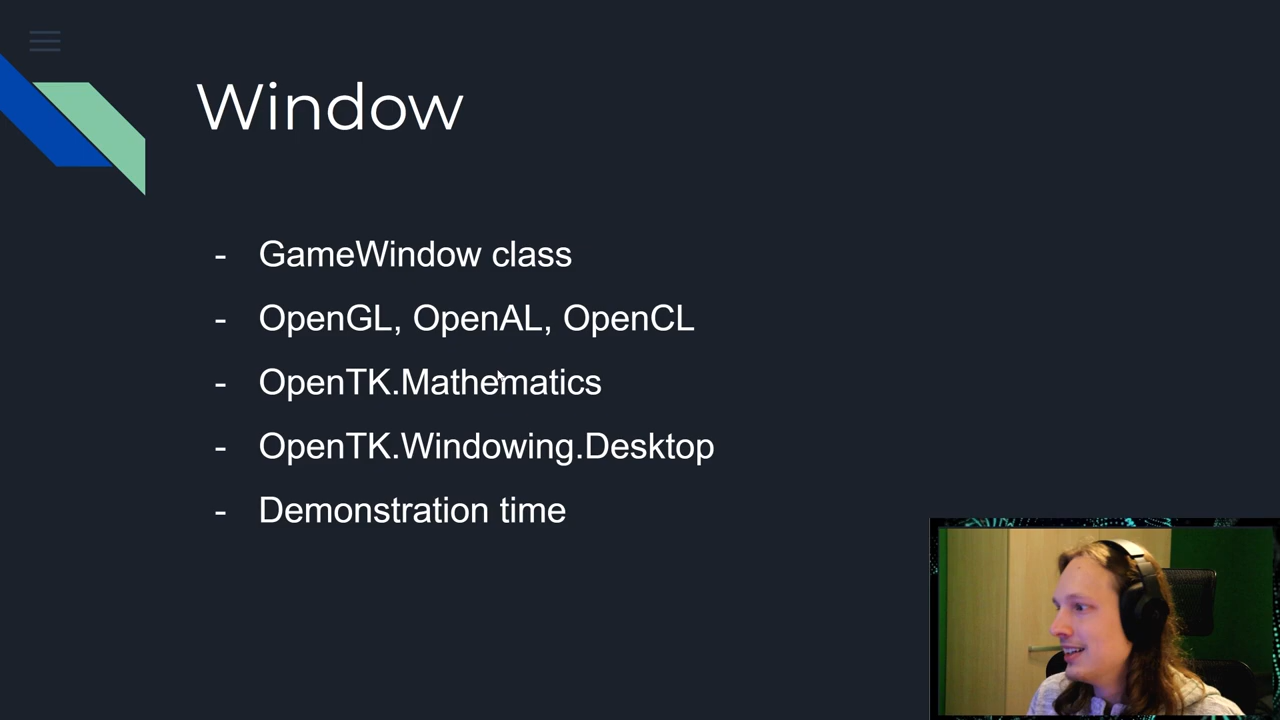 Window
- GameWindow class
- OpenGL, OpenAL, OpenCL
- OpenTK.Mathematics
- OpenTK.Windowing.Desktop
- Demonstration time